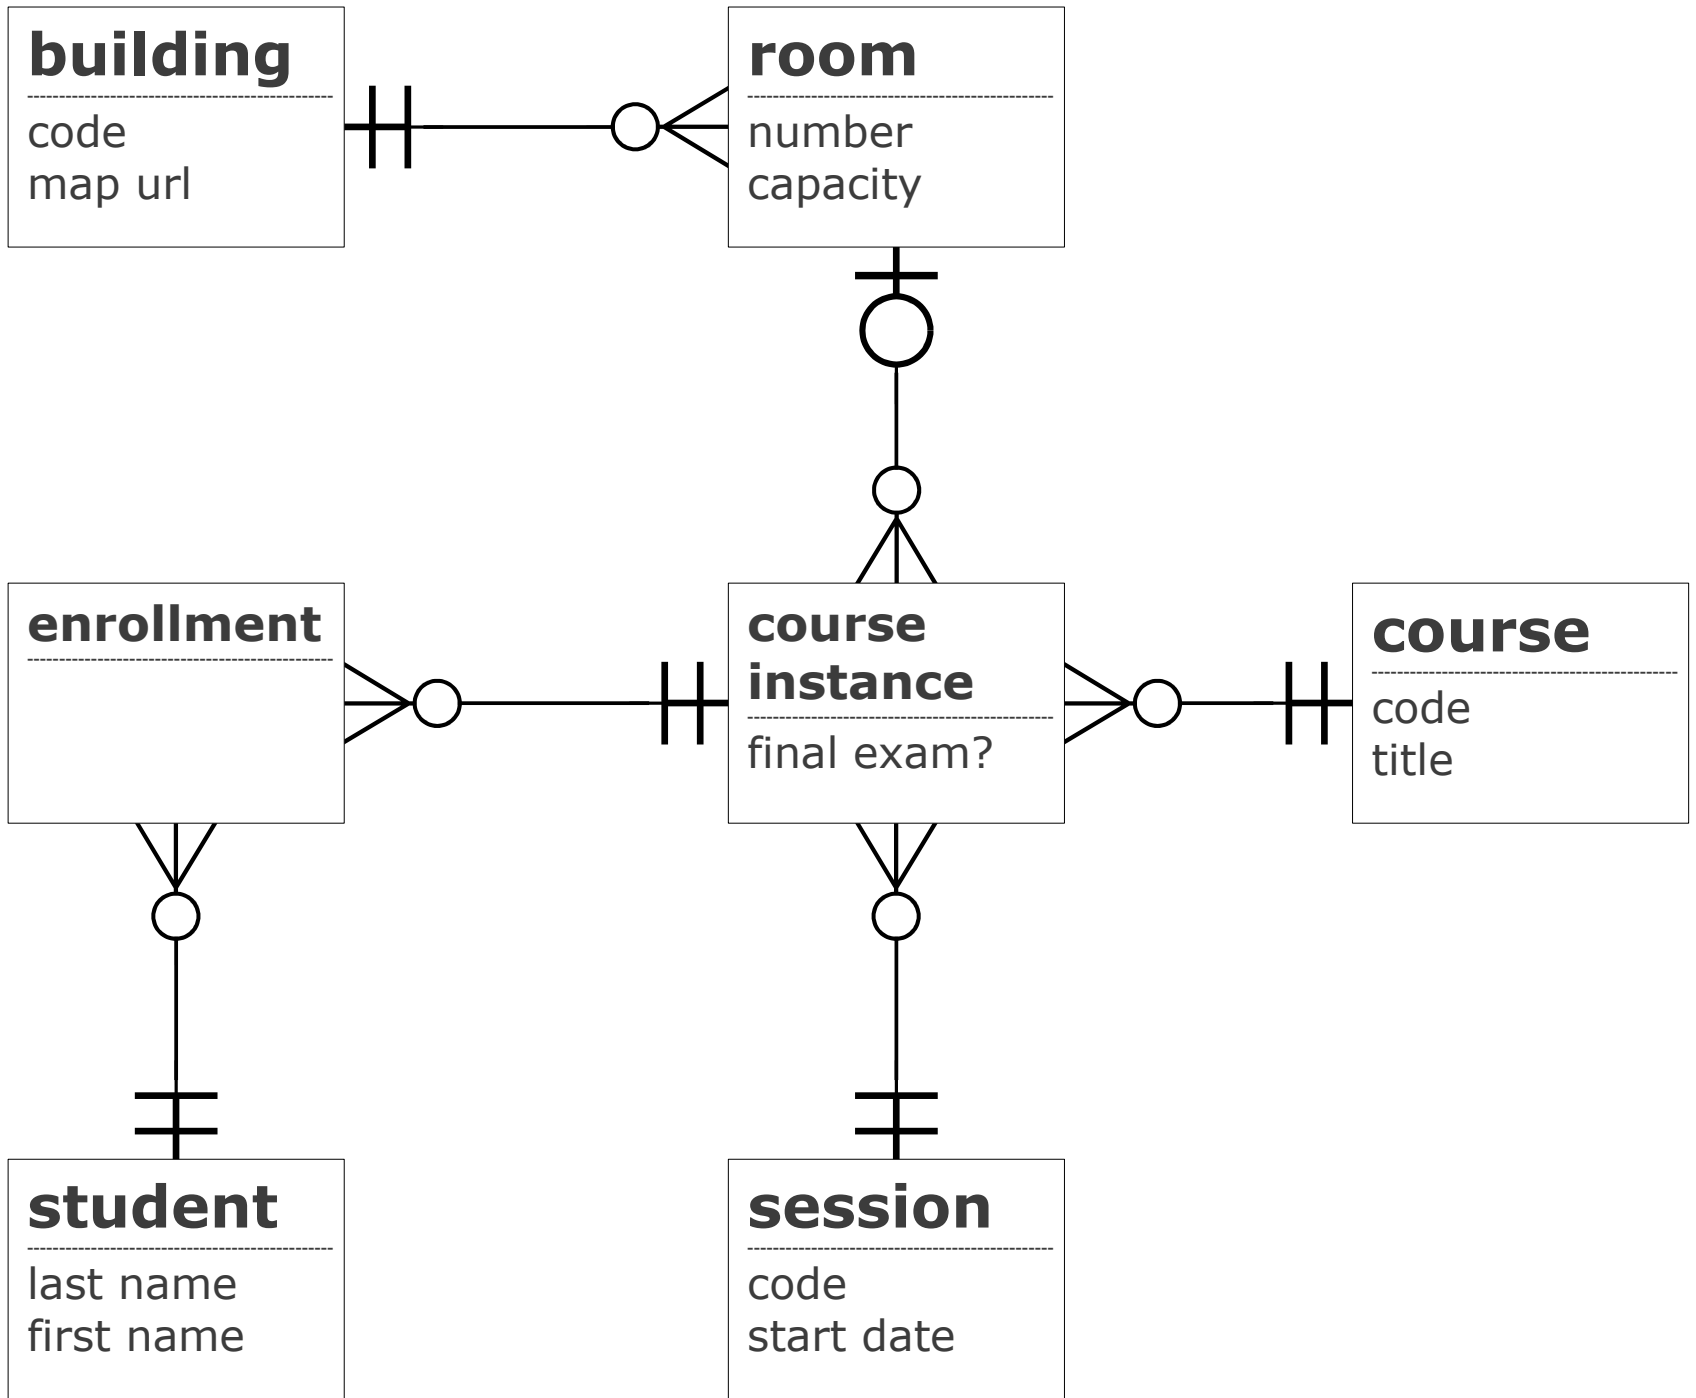 building
code
map url
room
number
capacity
enrollment
course
instance
final exam?
course
code
title
student
last name
first name
session
code
start date